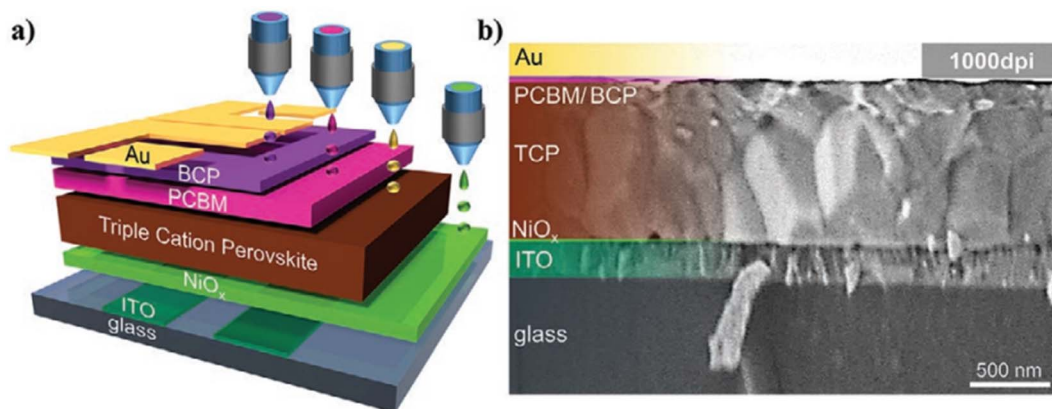 a)
Au
BCP
PCBM
Triple Cation Perovskite
NiOₓ
ITO
glass
b)
Au
1000dpi
PCBM/BCP
TCP
NiOₓ
ITO
glass
500 nm